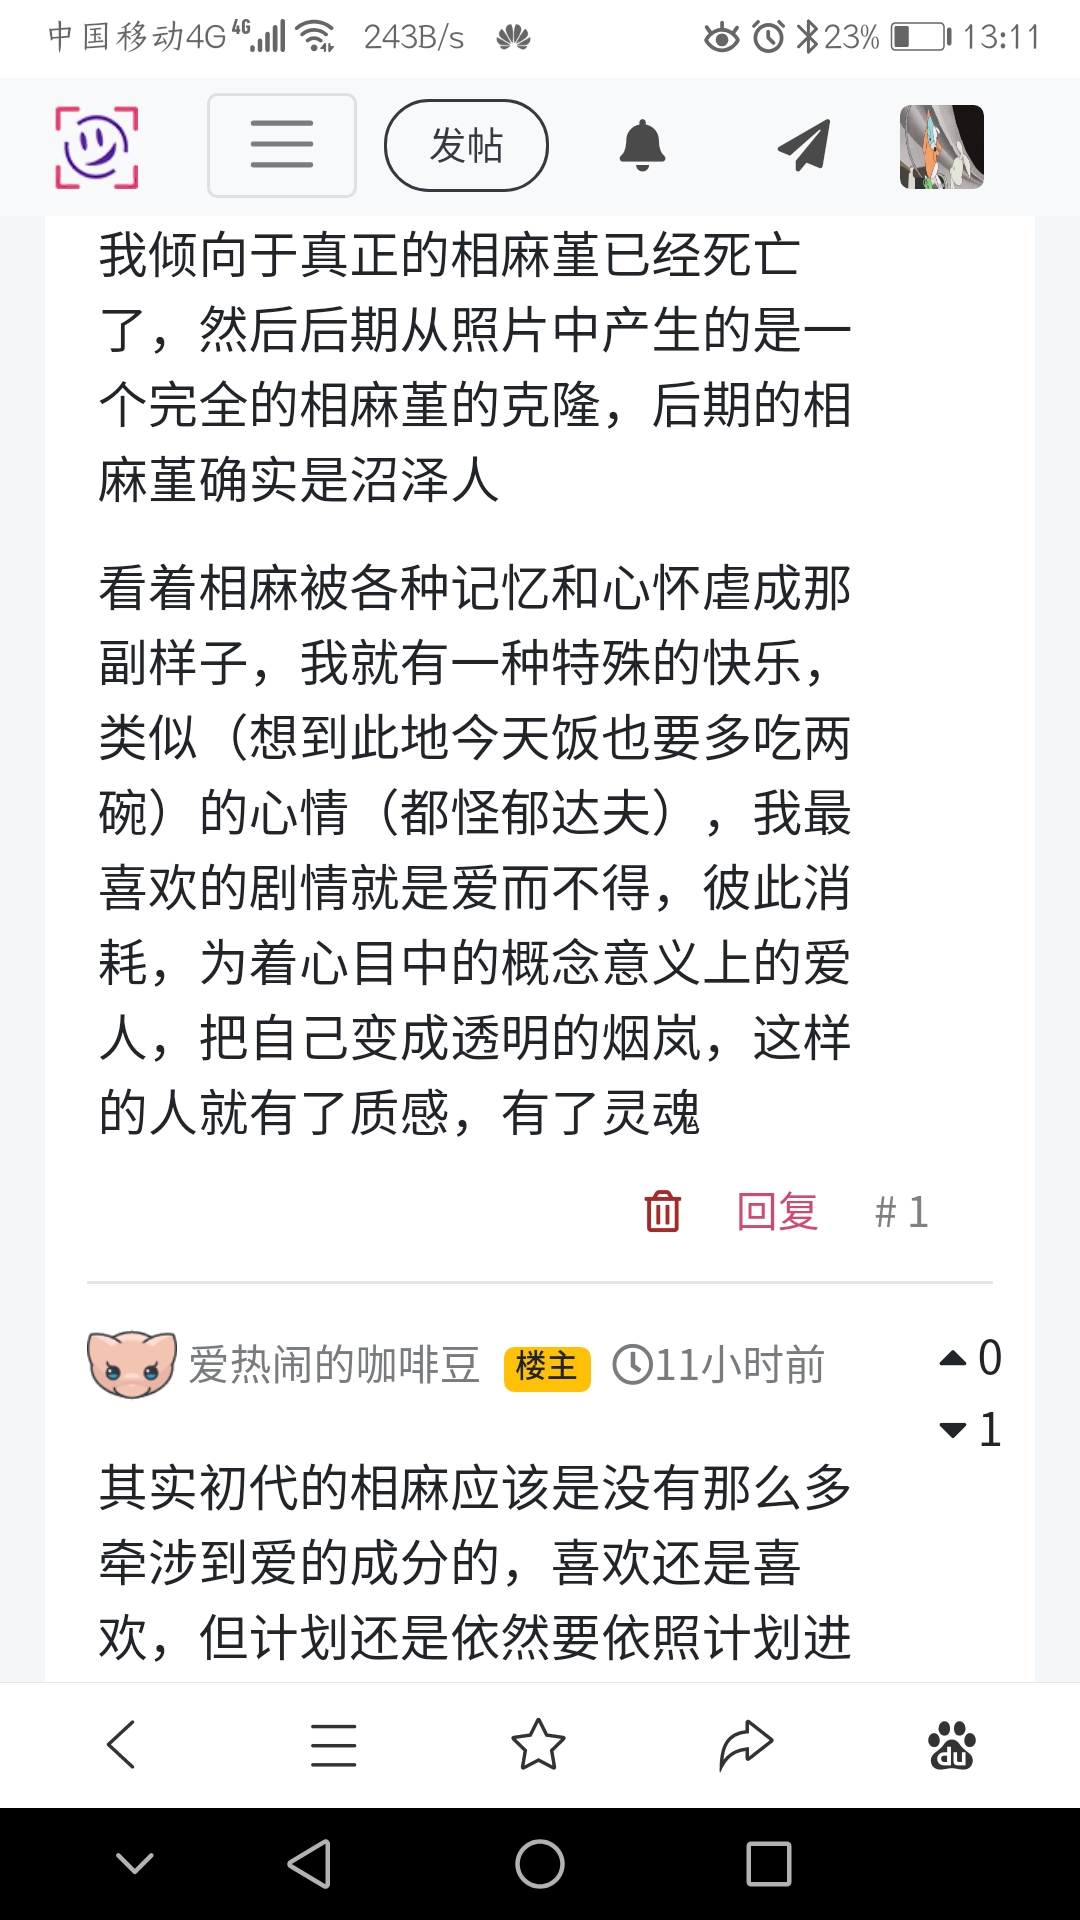 中国移动4G 4G 243B/s 23% 13:11
发帖
我倾向于真正的相麻堇已经死亡
了，然后后期从照片中产生的是一
个完全的相麻堇的克隆，后期的相
麻堇确实是沼泽人
看着相麻被各种记忆和心怀虐成那
副样子，我就有一种特殊的快乐，
类似（想到此地今天饭也要多吃两
碗）的心情（都怪郁达夫），我最
喜欢的剧情就是爱而不得，彼此消
耗，为着心目中的概念意义上的爱
人，把自己变成透明的烟岚，这样
的人就有了质感，有了灵魂
回复 # 1
爱热闹的咖啡豆 楼主 11小时前 0
1
其实初代的相麻应该是没有那么多
牵涉到爱的成分的，喜欢还是喜
欢，但计划还是依然要依照计划进
du